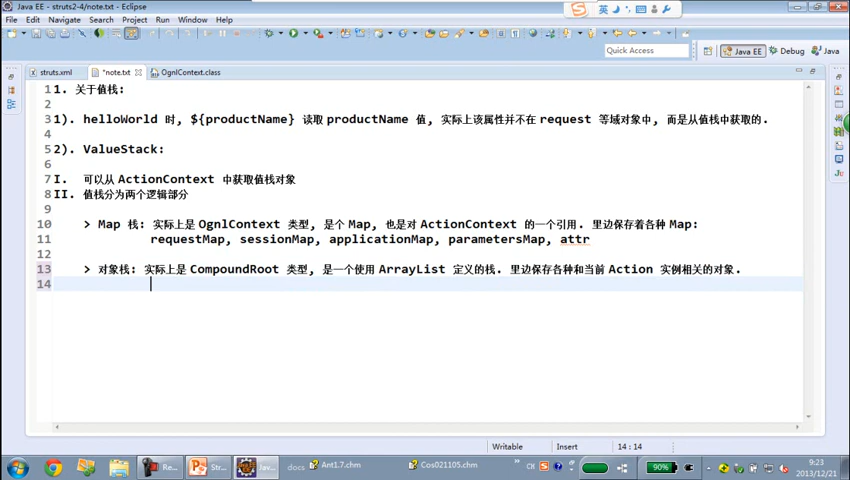 Java EE - struts2-4/note.txt - Eclipse
File Edit Navigate Search Project Run Window Help
英
Quick Access
Java EE
Debug
Java
struts.xml
*note.txt
OgnlContext.class
1 1. 关于值栈:
2
3 1). helloWorld 时, ${productName} 读取 productName 值, 实际上该属性并不在 request 等域对象中, 而是从值栈中获取的.
4
5 2). ValueStack:
6
7 I. 可以从 ActionContext 中获取值栈对象
8 II. 值栈分为两个逻辑部分
9
10 > Map 栈: 实际上是 OgnlContext 类型, 是个 Map, 也是对 ActionContext 的一个引用. 里边保存着各种 Map:
11 requestMap, sessionMap, applicationMap, parametersMap, attr
12
13 > 对象栈: 实际上是 CompoundRoot 类型, 是一个使用 ArrayList 定义的栈. 里边保存各种和当前 Action 实例相关的对象.
14
Writable
Insert
14 : 14
Re...
Str...
Jav...
docs
Ant1.7.chm
Cos021105.chm
»
CH
90%
9:23
2013/12/21